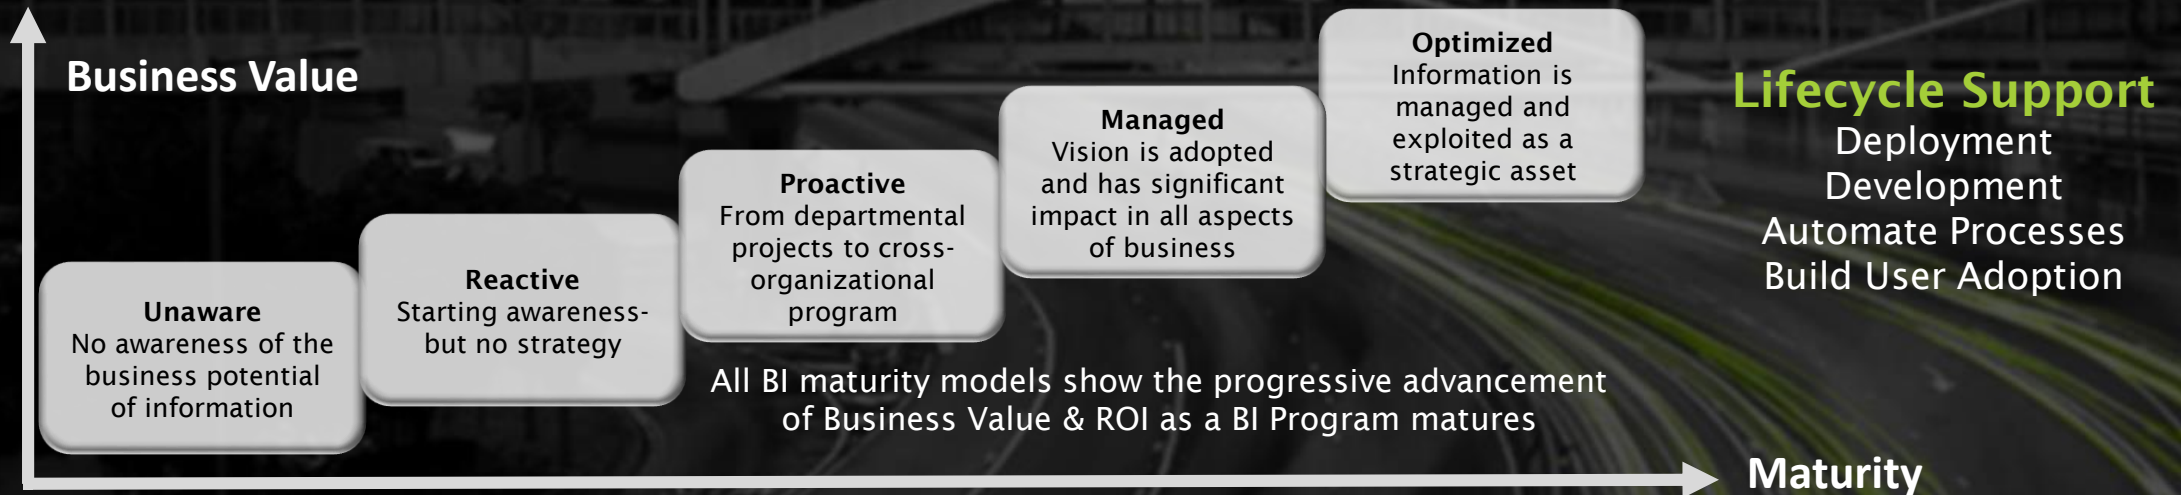 Business Value
Unaware
No awareness of the
business potential
of information
Reactive
Starting awareness-
but no strategy
Proactive
From departmental
projects to cross-
organizational
program
Managed
Vision is adopted
and has significant
impact in all aspects
of business
Optimized
Information is
managed and
exploited as a
strategic asset
Lifecycle Support
Deployment
Development
Automate Processes
Build User Adoption
All BI maturity models show the progressive advancement
of Business Value & ROI as a BI Program matures
Maturity